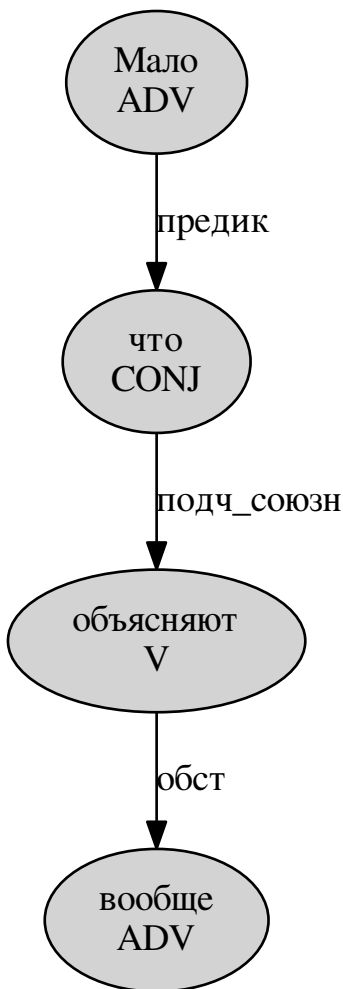 Мало
ADV
предик
что
CONJ
подч_союзн
объясняют
V
обст
вообще
ADV